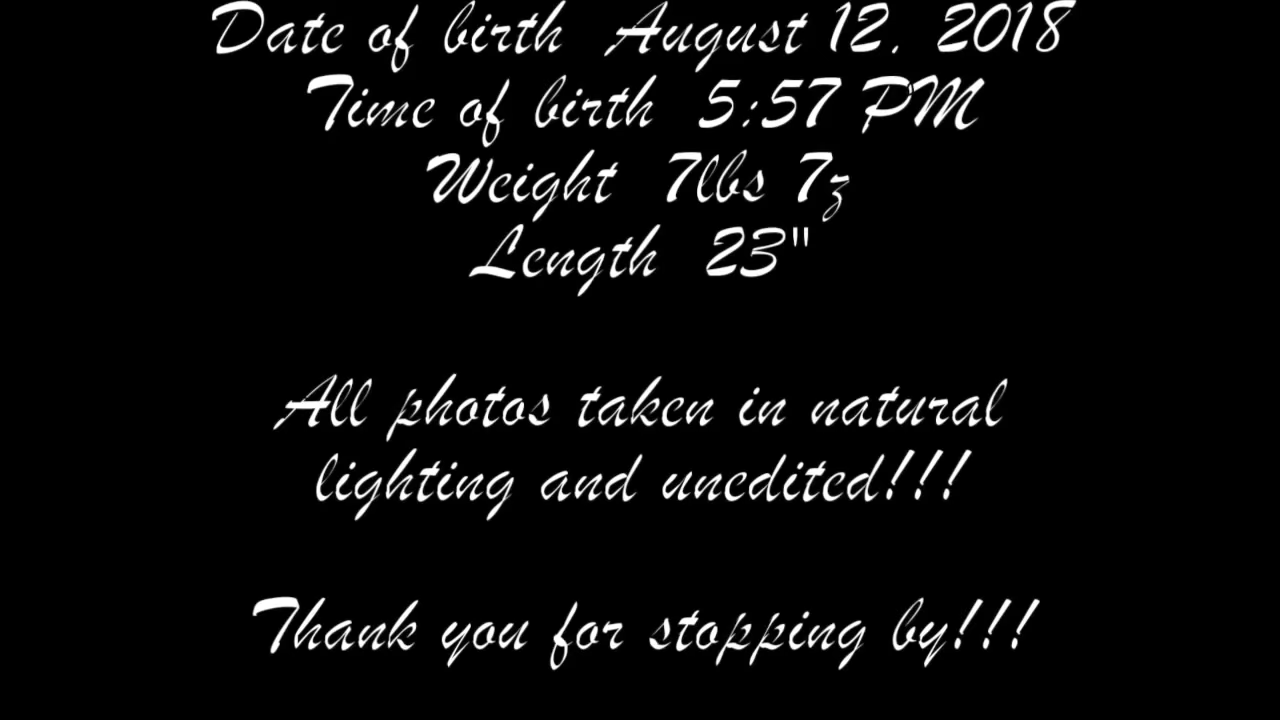 Date of birth August 12, 2018
Time of birth 5:57 PM
Weight 7lbs 7z
Length 23"
All photos taken in natural
lighting and unedited!!!
Thank you for stopping by!!!